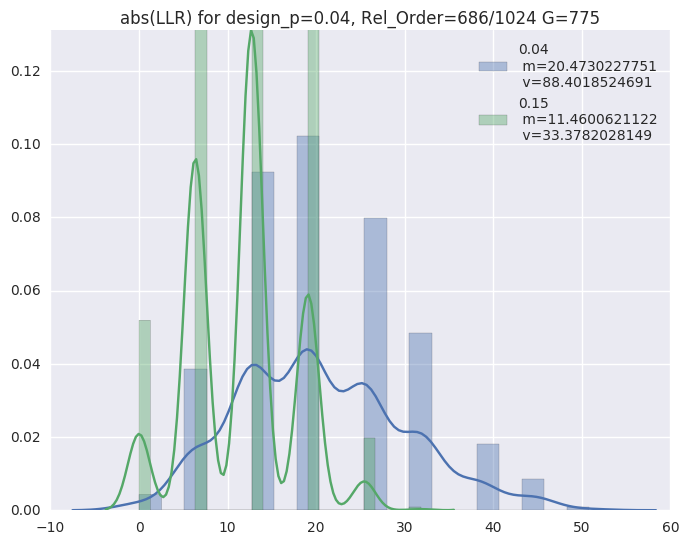 abs(LLR) for design_p=0.04, Rel_Order=686/1024 G=775
0.04
m=20.4730227751
v=88.4018524691
0.15
m=11.4600621122
v=33.3782028149
0.12
0.10
0.08
0.06
0.04
0.02
0.00
−10 0 10 20 30 40 50 60